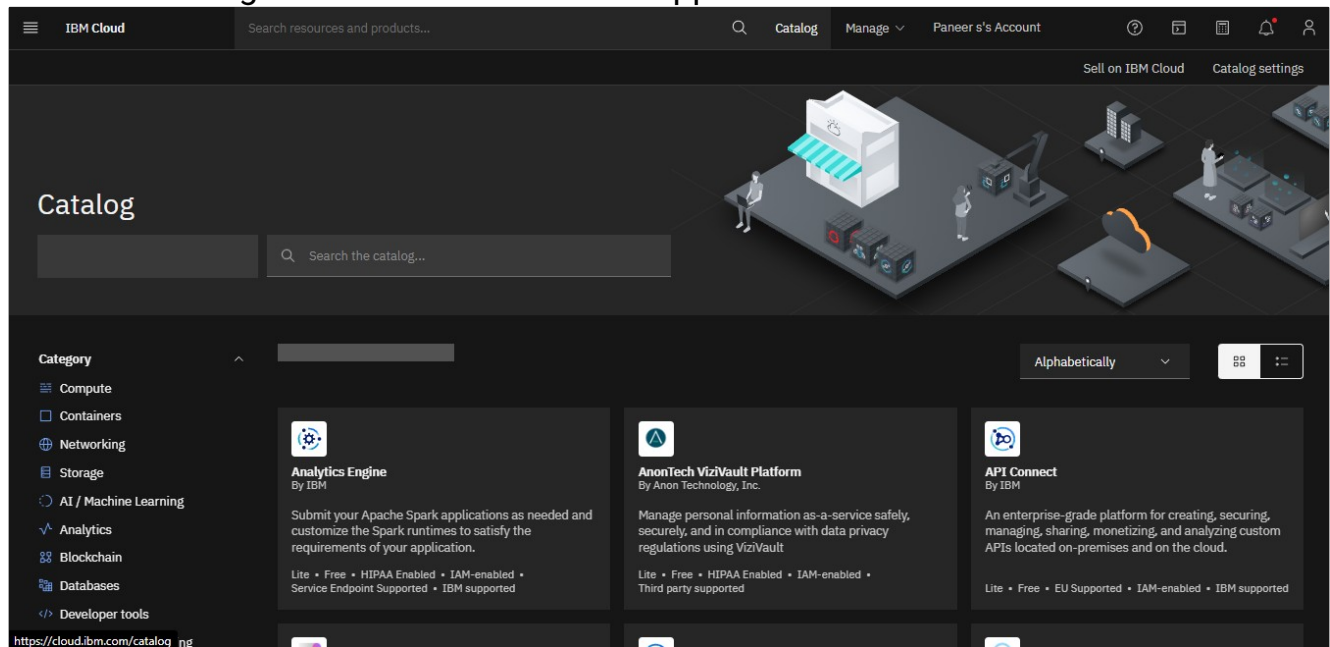 IBM Cloud
Search resources and products...
Catalog
Manage
Paneer s's Account
Sell on IBM Cloud
Catalog settings
Catalog
Search the catalog...
Category
Compute
Containers
Networking
Storage
AI / Machine Learning
Analytics
Blockchain
Databases
Developer tools
Alphabetically
Analytics Engine
By IBM
Submit your Apache Spark applications as needed and
customize the Spark runtimes to satisfy the
requirements of your application.
Lite • Free • HIPAA Enabled • IAM-enabled •
Service Endpoint Supported • IBM supported
AnonTech ViziVault Platform
By Anon Technology, Inc.
Manage personal information as-a-service safely,
securely, and in compliance with data privacy
regulations using ViziVault
Lite • Free • HIPAA Enabled • IAM-enabled •
Third party supported
API Connect
By IBM
An enterprise-grade platform for creating, securing,
managing, sharing, monetizing, and analyzing custom
APIs located on-premises and on the cloud.
Lite • Free • EU Supported • IAM-enabled • IBM supported
https://cloud.ibm.com/catalog